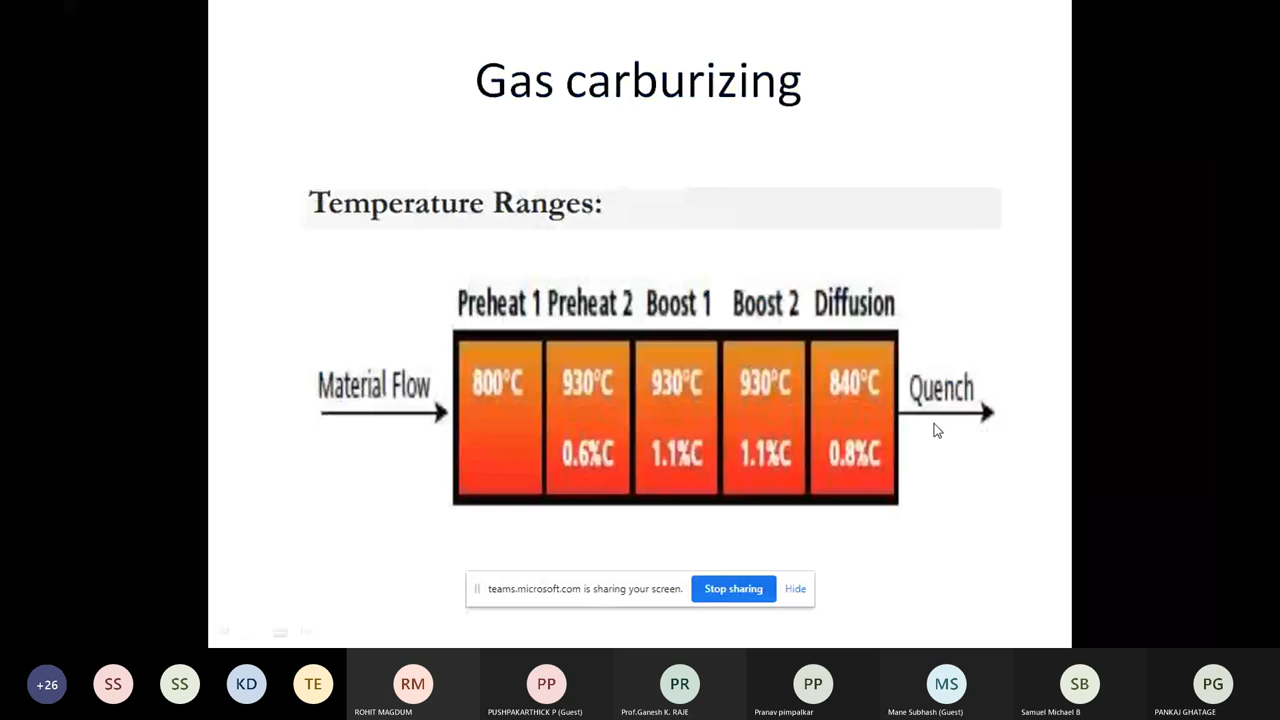 Gas carburizing
Temperature Ranges:
Preheat 1 Preheat 2 Boost 1 Boost 2 Diffusion
Material Flow 800°C 930°C 930°C 930°C 840°C Quench
0.6%C 1.1%C 1.1%C 0.8%C
teams.microsoft.com is sharing your screen. Stop sharing Hide
+26 SS SS KD TE RM PP PR PP MS SB PG
ROHIT MAGDUM PUSHPAKARTHICK P (Guest) Prof.Ganesh K. RAJE Pranav pimpalkar Mane Subhash (Guest) Samuel Michael B PANKAJ GHATAGE